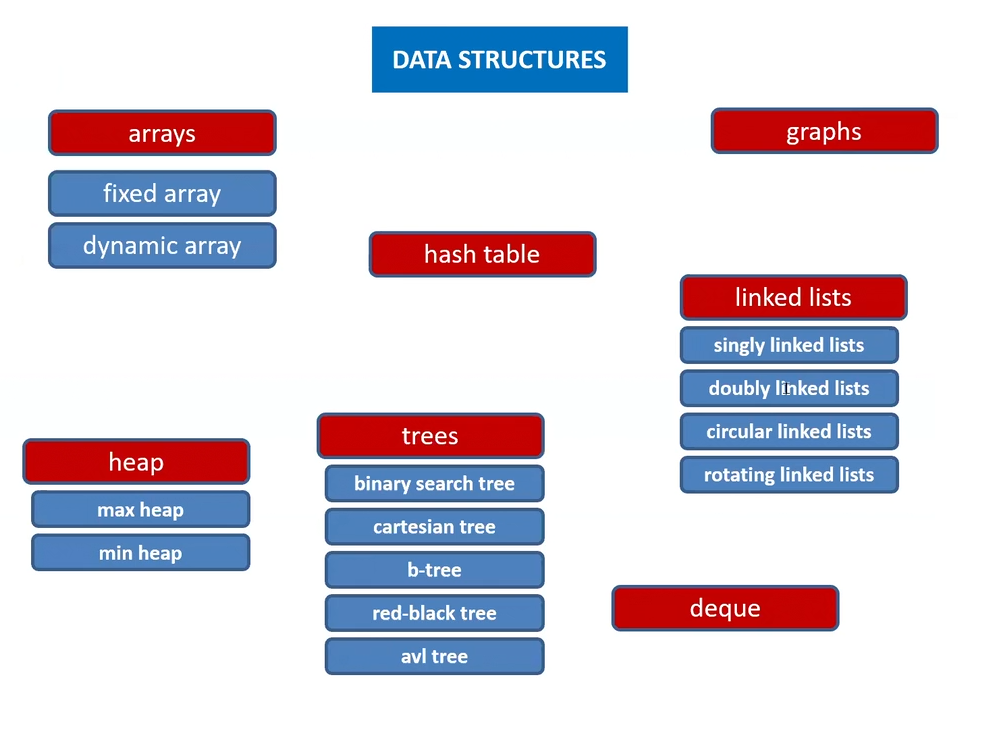 DATA STRUCTURES
arrays
fixed array
dynamic array
graphs
hash table
linked lists
singly linked lists
doubly linked lists
circular linked lists
rotating linked lists
heap
max heap
min heap
trees
binary search tree
cartesian tree
b-tree
red-black tree
avl tree
deque